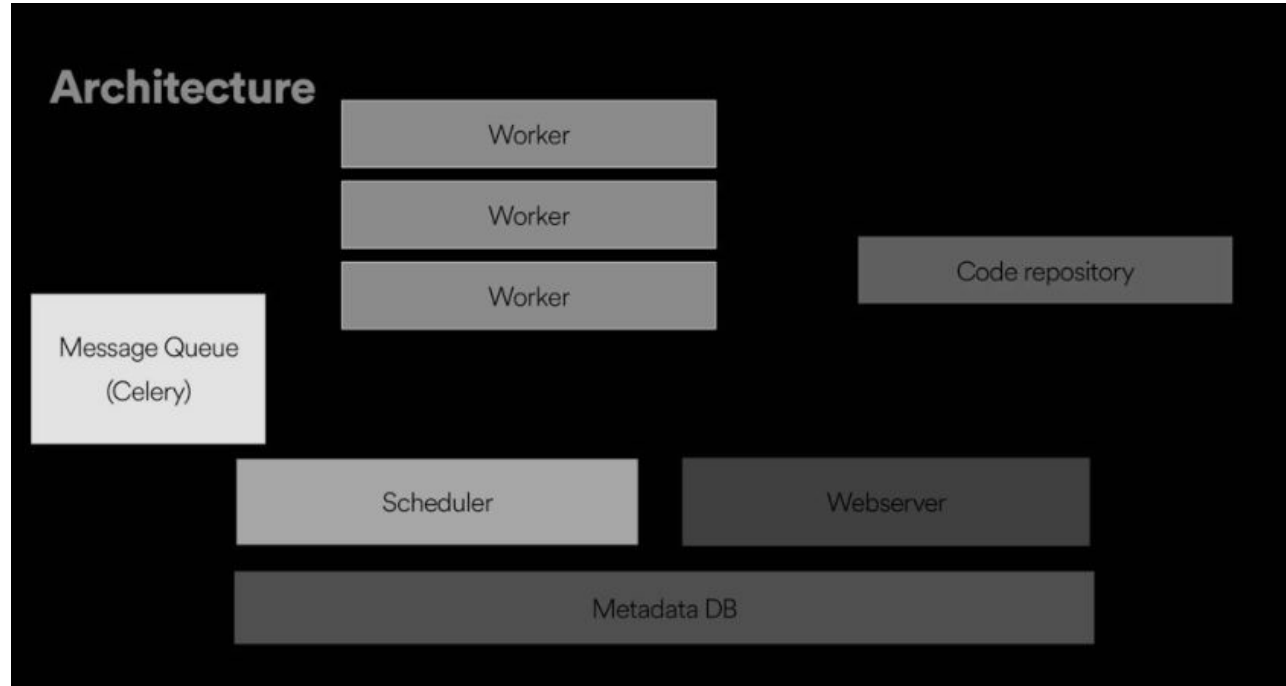 Architecture
Worker
Worker
Worker
Code repository
Message Queue
(Celery)
Scheduler
Webserver
Metadata DB